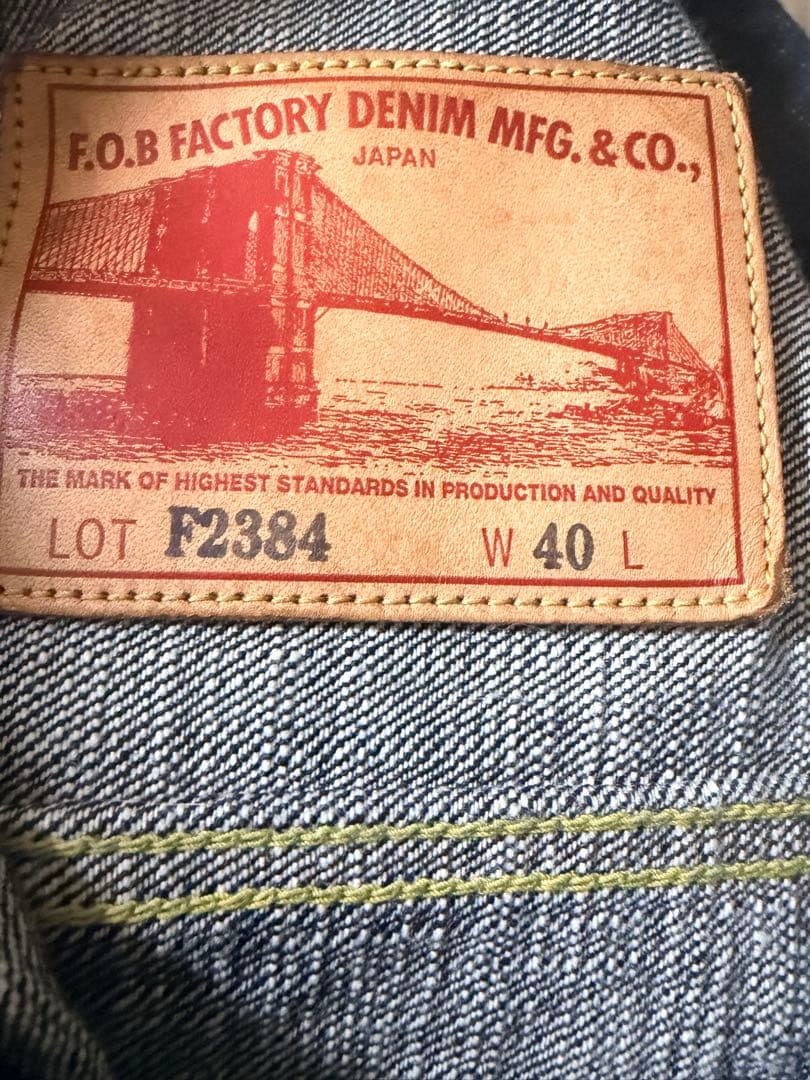 F.O.B FACTORY DENIM MFG. & CO.,
JAPAN
THE MARK OF HIGHEST STANDARDS IN PRODUCTION AND QUALITY
LOT F2384 W 40 L